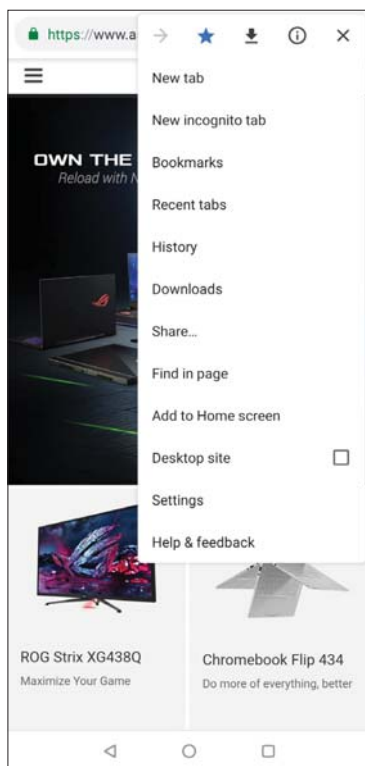 https://www.a
New tab
New incognito tab
Bookmarks
Recent tabs
History
Downloads
Share...
Find in page
Add to Home screen
Desktop site
Settings
Help & feedback
OWN THE
Reload with
ROG Strix XG438Q
Maximize Your Game
Chromebook Flip 434
Do more of everything, better